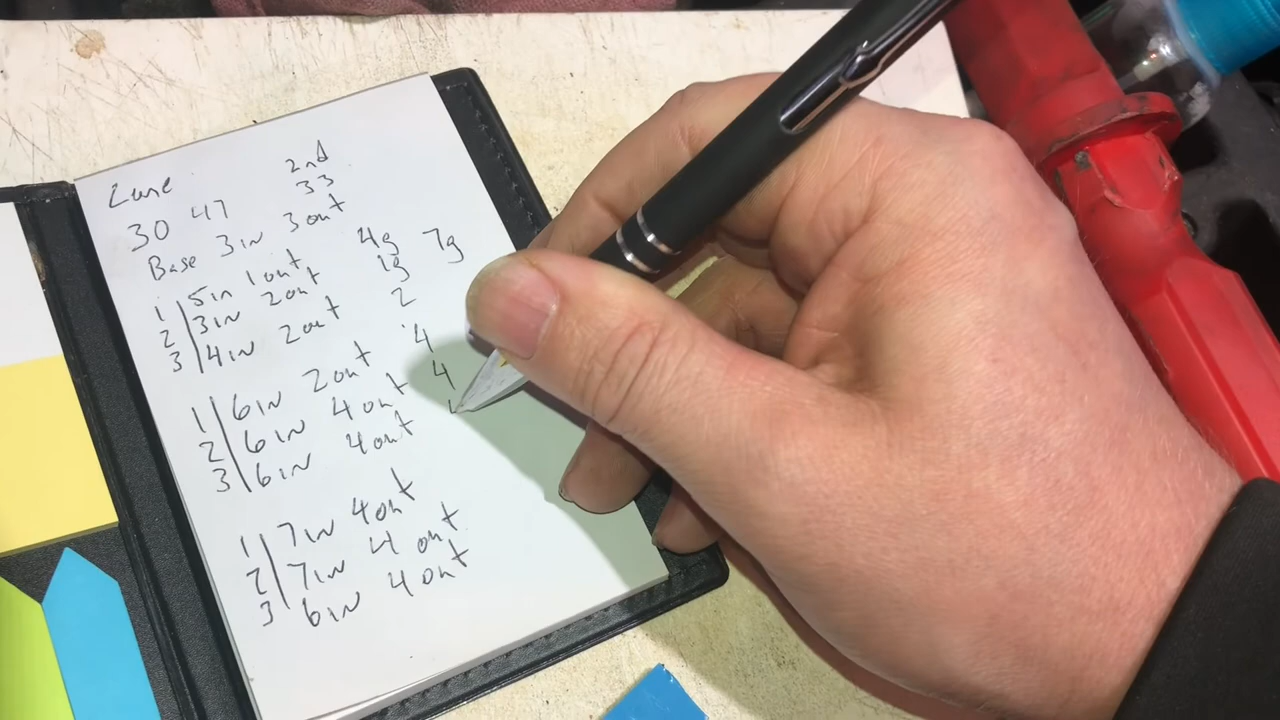 2nd
30 47 33
Base 3in 3out
1 5in 1out 4g 7g
2 3in 2out 1g
3 4in 2out 2
1 6in 2out 4
2 6in 4out 4
3 6in 4out
1 7in 4out
2 7in 4out
3 6in 4out